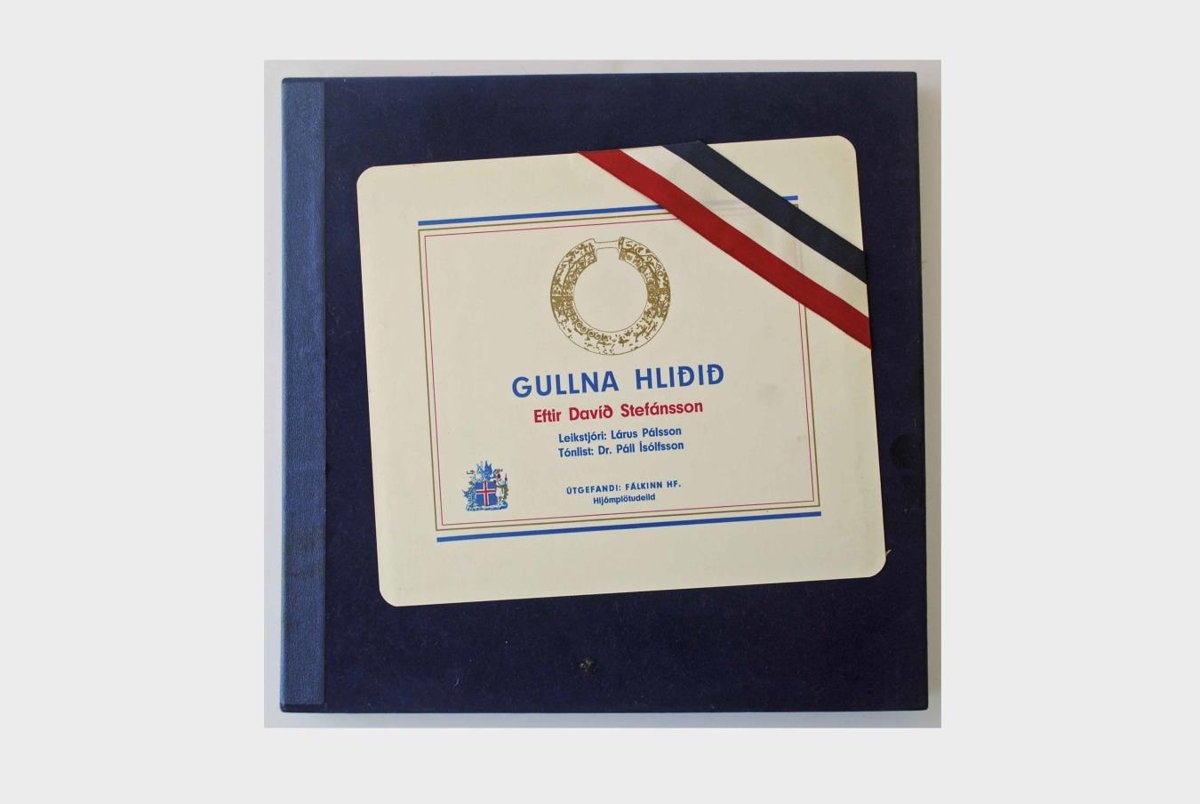 GULLNA HLIÐIÐ
Eftir Davíð Stefánsson
Leikstjóri: Lárus Pálsson
Tónlist: Dr. Páll Ísólfsson
ÚTGEFANDI: FÁLKINN HF.
Hljómplötudeild